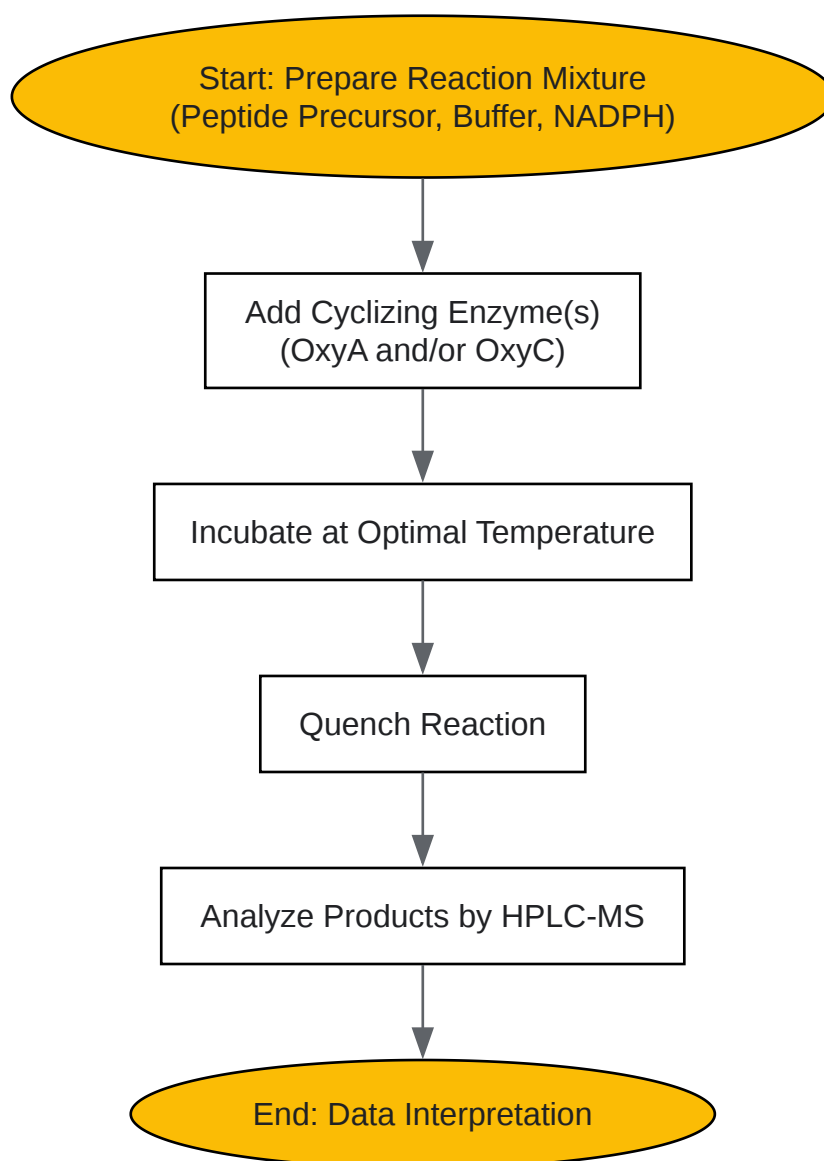 Start: Prepare Reaction Mixture
(Peptide Precursor, Buffer, NADPH)
Add Cyclizing Enzyme(s)
(OxyA and/or OxyC)
Incubate at Optimal Temperature
Quench Reaction
Analyze Products by HPLC-MS
End: Data Interpretation